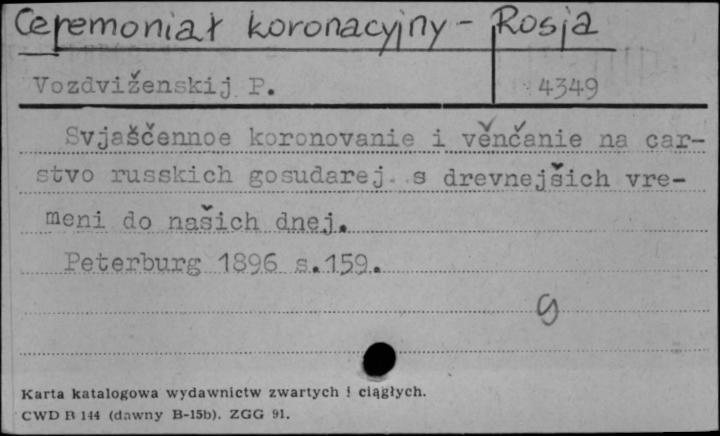 Ceremoniał koronacyjny - Rosja
Vozdviženskij P. 4349
Svjaščennoe koronovanie i věnčanie na car-
stvo russkich gosudarej s drevnejšich vre-
meni do našich dnej.
Peterburg 1896 s.159.
g
Karta katalogowa wydawnictw zwartych i ciągłych.
CWD B 144 (dawny B-15b). ZGG 91.